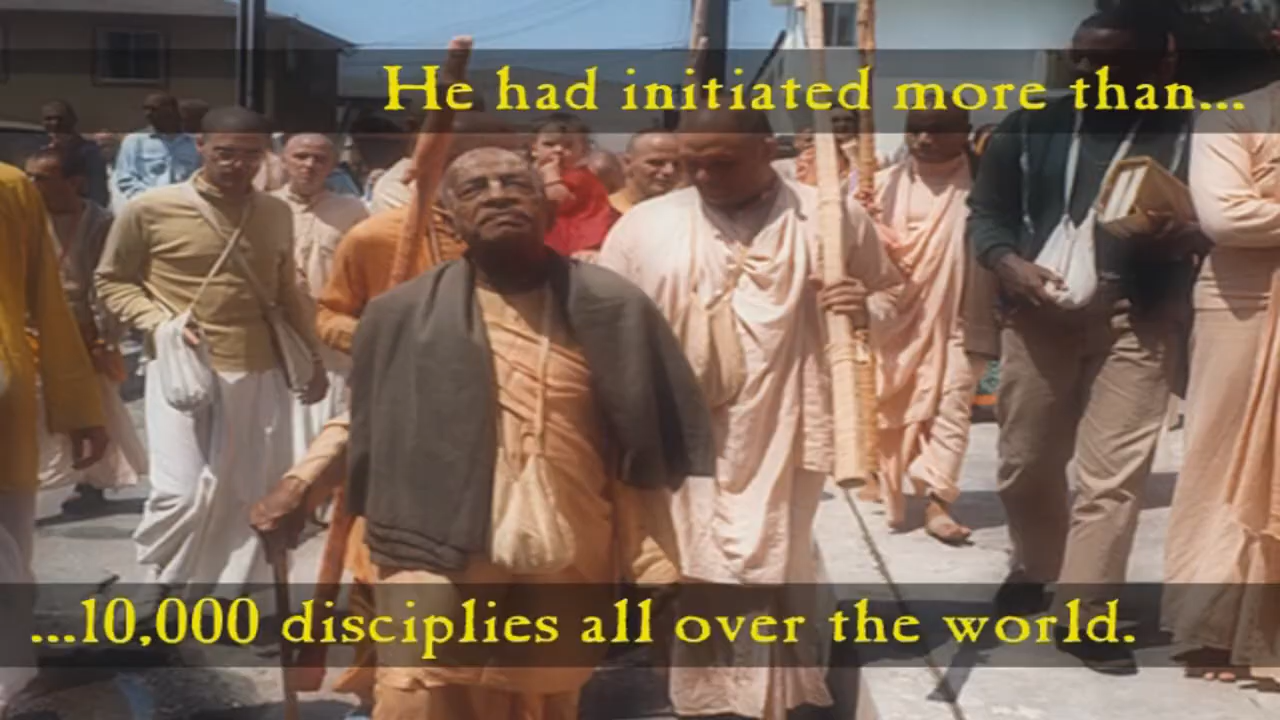 He had initiated more than...
...10,000 disciplies all over the world.